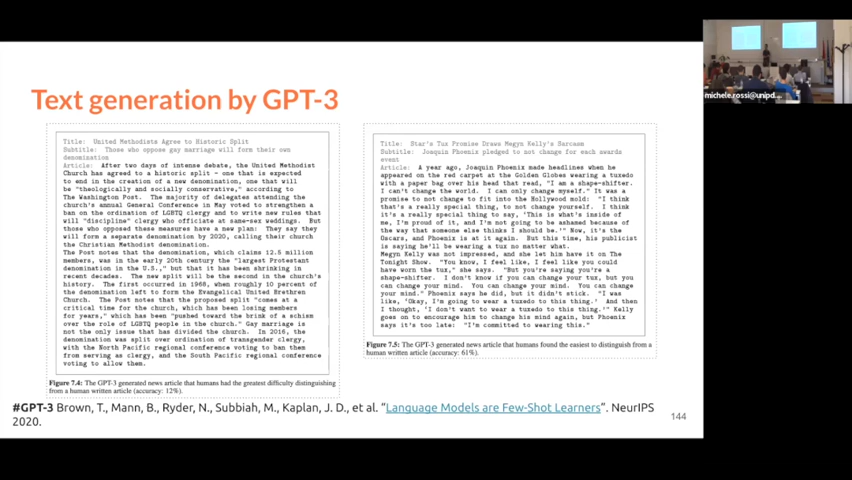 Text generation by GPT-3
Title: United Methodists Agree to Historic Split
Subtitle: Those who oppose gay marriage will form their own
denomination
Article: After two days of intense debate, the United Methodist
Church has agreed to a historic split - one that is expected
to end in the creation of a new denomination, one that will
be "theologically and socially conservative," according to
The Washington Post. The majority of delegates attending the
church's annual General Conference in May voted to strengthen a
ban on the ordination of LGBTQ clergy and to write new rules that
will "discipline" clergy who officiate at same-sex weddings. But
those who opposed these measures have a new plan: They say they
will form a separate denomination by 2020, calling their church
the Christian Methodist denomination.
The Post notes that the denomination, which claims 12.5 million
members, was in the early 20th century the "largest Protestant
denomination in the U.S.," but that it has been shrinking in
recent decades. The new split will be the second in the church's
history. The first occurred in 1968, when roughly 10 percent of
the denomination left to form the Evangelical United Brethren
Church. The Post notes that the proposed split "comes at a
critical time for the church, which has been losing members
for years," which has been "pushed toward the brink of a schism
over the role of LGBTQ people in the church." Gay marriage is
not the only issue that has divided the church. In 2016, the
denomination was split over ordination of transgender clergy,
with the North Pacific regional conference voting to ban them
from serving as clergy, and the South Pacific regional conference
voting to allow them.
Figure 7.4: The GPT-3 generated news article that humans had the greatest difficulty distinguishing
from a human written article (accuracy: 12%).
Title: Star's Tux Promise Draws Megyn Kelly's Sarcasm
Subtitle: Joaquin Phoenix pledged to not change for each awards
event
Article: A year ago, Joaquin Phoenix made headlines when he
appeared on the red carpet at the Golden Globes wearing a tuxedo
with a paper bag over his head that read, "I am a shape-shifter.
I can't change the world. I can only change myself." It was a
promise to not change to fit into the Hollywood mold: "I think
that's a really special thing, to not change yourself. I think
it's a really special thing to say, 'This is what's inside of
me, I'm proud of it, and I'm not going to be ashamed because of
the way that someone else thinks I should be.'" Now, it's the
Oscars, and Phoenix is at it again. But this time, his publicist
is saying he'll be wearing a tux no matter what.
Megyn Kelly was not impressed, and she let him have it on The
Tonight Show. "You know, I feel like, I feel like you could
have worn the tux," she says. "But you're saying you're a
shape-shifter. I don't know if you can change your tux, but you
can change your mind. You can change your mind. You can change
your mind." Phoenix says he did, but it didn't stick. "I was
like, 'Okay, I'm going to wear a tuxedo to this thing.' And then
I thought, 'I don't want to wear a tuxedo to this thing.'" Kelly
goes on to encourage him to change his mind again, but Phoenix
says it's too late: "I'm committed to wearing this."
Figure 7.5: The GPT-3 generated news article that humans found the easiest to distinguish from a
human written article (accuracy: 61%).
#GPT-3 Brown, T., Mann, B., Ryder, N., Subbiah, M., Kaplan, J. D., et al. "Language Models are Few-Shot Learners". NeurIPS
2020.
144
michele.rossi@unipd....